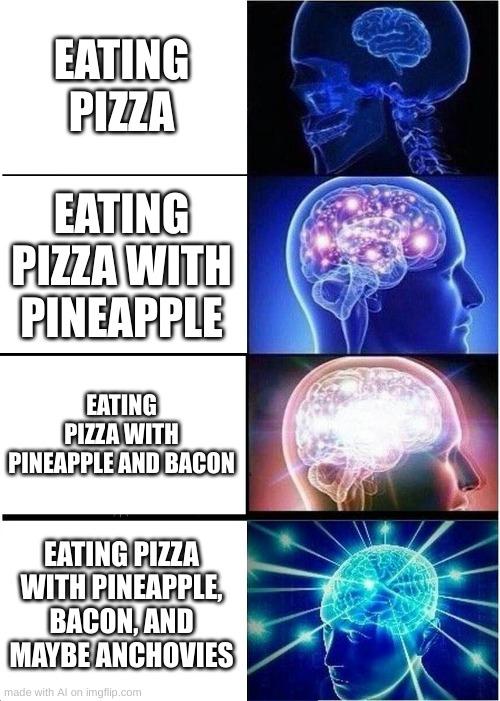 EATING
PIZZA
EATING
PIZZA WITH
PINEAPPLE
EATING
PIZZA WITH
PINEAPPLE AND BACON
EATING PIZZA
WITH PINEAPPLE,
BACON, AND
MAYBE ANCHOVIES
made with AI on imgflip.com